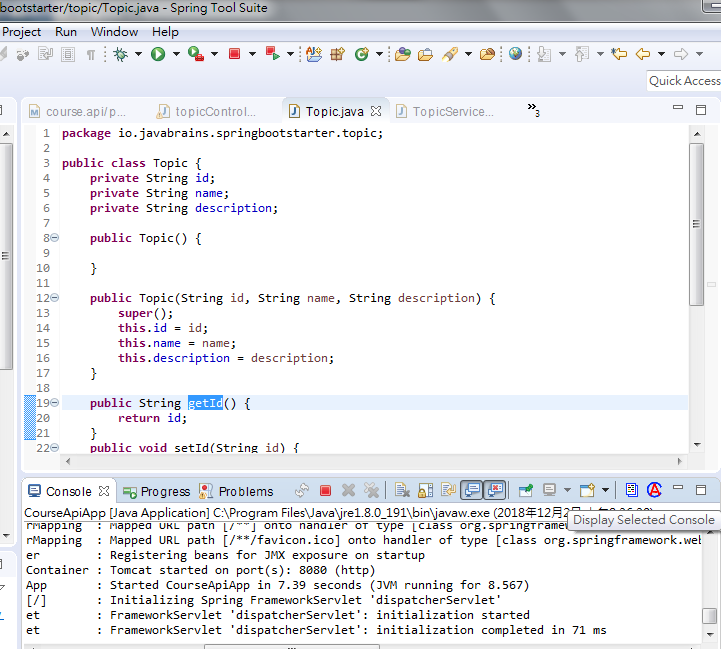 bootstarter/topic/Topic.java - Spring Tool Suite
Project Run Window Help
Quick Access
course.api/p... topicControl... Topic.java TopicService... »3
1 package io.javabrains.springbootstarter.topic;
2
3 public class Topic {
4 private String id;
5 private String name;
6 private String description;
7
8 public Topic() {
9
10 }
11
12 public Topic(String id, String name, String description) {
13 super();
14 this.id = id;
15 this.name = name;
16 this.description = description;
17 }
18
19 public String getId() {
20 return id;
21 }
22 public void setId(String id) {
Console Progress Problems
CourseApiApp [Java Application] C:\Program Files\Java\jre1.8.0_191\bin\javaw.exe (2018年12月2
Display Selected Console
rMapping : Mapped URL path [/**] onto handler of type [class org.springframew
rMapping : Mapped URL path [/**/favicon.ico] onto handler of type [class org.springframework.web
er : Registering beans for JMX exposure on startup
Container : Tomcat started on port(s): 8080 (http)
App : Started CourseApiApp in 7.39 seconds (JVM running for 8.567)
[/] : Initializing Spring FrameworkServlet 'dispatcherServlet'
et : FrameworkServlet 'dispatcherServlet': initialization started
et : FrameworkServlet 'dispatcherServlet': initialization completed in 71 ms